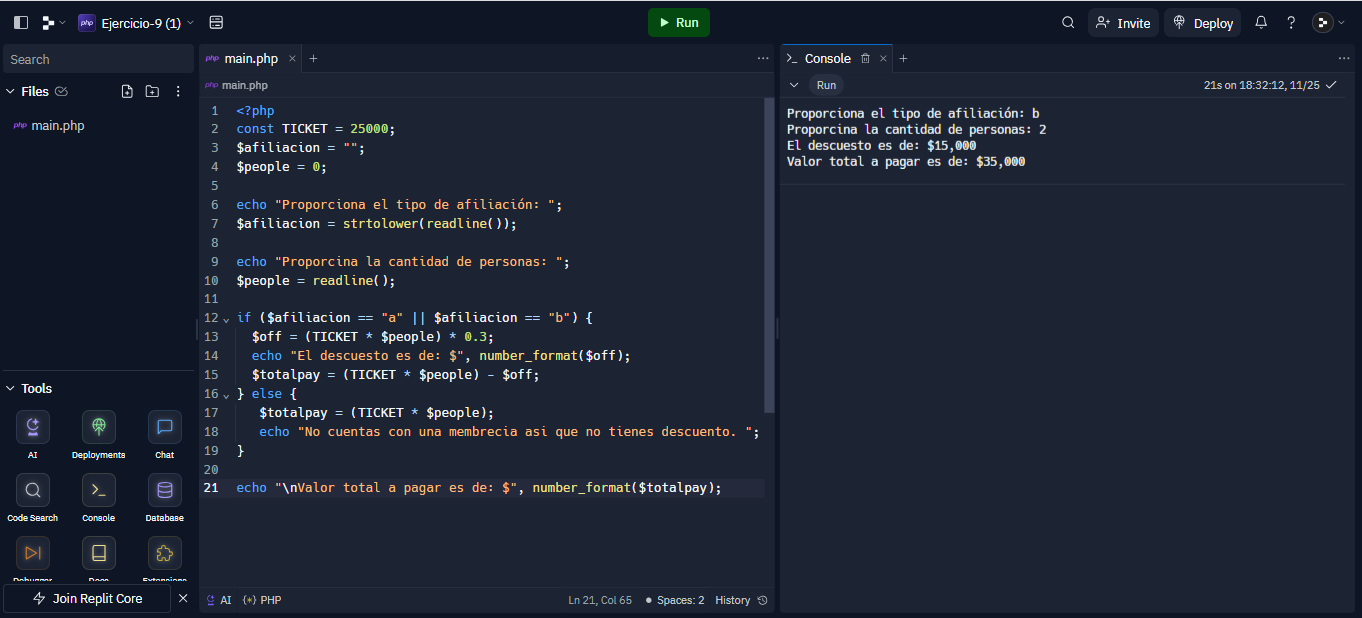 Ejercicio-9 (1)
Run
Invite
Deploy
Search
Files
php main.php
Tools
AI
Deployments
Chat
Code Search
Console
Database
Debugger
Docs
Extensions
Join Replit Core
php main.php
php main.php
1 <?php
2 const TICKET = 25000;
3 $afiliacion = "";
4 $people = 0;
5
6 echo "Proporciona el tipo de afiliación: ";
7 $afiliacion = strtolower(readline());
8
9 echo "Proporcina la cantidad de personas: ";
10 $people = readline();
11
12 if ($afiliacion == "a" || $afiliacion == "b") {
13 $off = (TICKET * $people) * 0.3;
14 echo "El descuesto es de: $", number_format($off);
15 $totalpay = (TICKET * $people) - $off;
16 } else {
17 $totalpay = (TICKET * $people);
18 echo "No cuentas con una membrecia asi que no tienes descuento. ";
19 }
20
21 echo "\nValor total a pagar es de: $", number_format($totalpay);
AI {*} PHP
Ln 21, Col 65
Spaces: 2
History
Console
Run
21s on 18:32:12, 11/25
Proporciona el tipo de afiliación: b
Proporcina la cantidad de personas: 2
El descuesto es de: $15,000
Valor total a pagar es de: $35,000